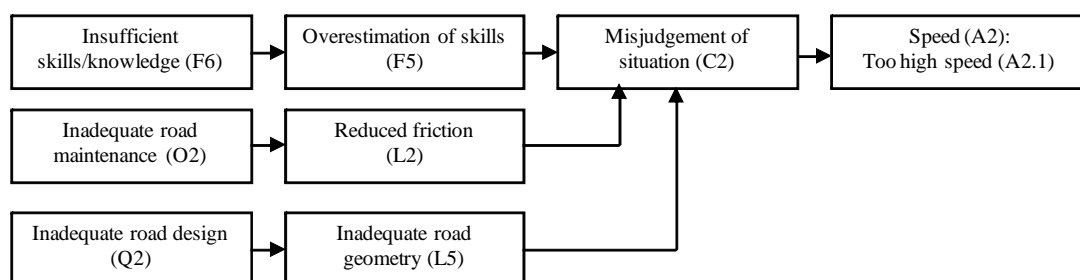 Insufficient
skills/knowledge (F6)
Overestimation of skills
(F5)
Misjudgement of
situation (C2)
Speed (A2):
Too high speed (A2.1)
Inadequate road
maintenance (O2)
Reduced friction
(L2)
Inadequate road design
(Q2)
Inadequate road
geometry (L5)